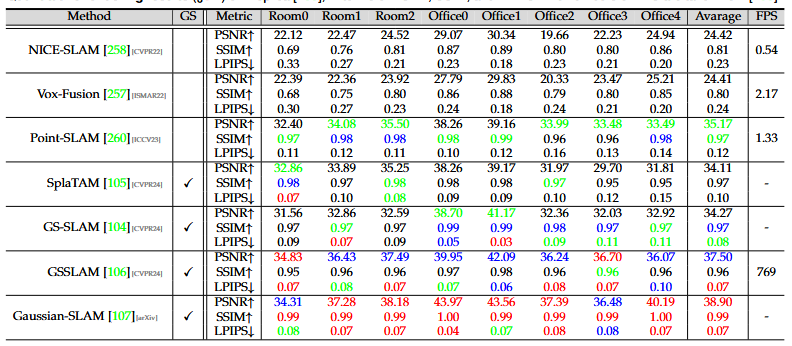 Method GS Metric Room0 Room1 Room2 Office0 Office1 Office2 Office3 Office4 Avarage FPS
PSNR↑ 22.12 22.47 24.52 29.07 30.34 19.66 22.23 24.94 24.42
NICE-SLAM [258][CVPR22] SSIM↑ 0.69 0.76 0.81 0.87 0.89 0.80 0.80 0.86 0.81 0.54
LPIPS↓ 0.33 0.27 0.21 0.23 0.18 0.23 0.21 0.20 0.23
PSNR↑ 22.39 22.36 23.92 27.79 29.83 20.33 23.47 25.21 24.41
Vox-Fusion [257][ISMAR22] SSIM↑ 0.68 0.75 0.80 0.86 0.88 0.79 0.80 0.85 0.80 2.17
LPIPS↓ 0.30 0.27 0.23 0.24 0.18 0.24 0.21 0.20 0.24
PSNR↑ 32.40 34.08 35.50 38.26 39.16 33.99 33.48 33.49 35.17
Point-SLAM [260][ICCV23] SSIM↑ 0.97 0.98 0.98 0.98 0.99 0.96 0.96 0.98 0.97 1.33
LPIPS↓ 0.11 0.12 0.11 0.10 0.12 0.16 0.13 0.14 0.12
PSNR↑ 32.86 33.89 35.25 38.26 39.17 31.97 29.70 31.81 34.11
SplaTAM [105][CVPR24] ✓ SSIM↑ 0.98 0.97 0.98 0.98 0.98 0.97 0.95 0.95 0.97 -
LPIPS↓ 0.07 0.10 0.08 0.09 0.09 0.10 0.12 0.15 0.10
PSNR↑ 31.56 32.86 32.59 38.70 41.17 32.36 32.03 32.92 34.27
GS-SLAM [104][CVPR24] ✓ SSIM↑ 0.97 0.97 0.97 0.99 0.99 0.98 0.97 0.97 0.97 -
LPIPS↓ 0.09 0.07 0.09 0.05 0.03 0.09 0.11 0.11 0.08
PSNR↑ 34.83 36.43 37.49 39.95 42.09 36.24 36.70 36.07 37.50
GSSLAM [106][CVPR24] ✓ SSIM↑ 0.95 0.96 0.96 0.97 0.98 0.96 0.96 0.96 0.96 769
LPIPS↓ 0.07 0.08 0.07 0.07 0.06 0.08 0.07 0.10 0.07
PSNR↑ 34.31 37.28 38.18 43.97 43.56 37.39 36.48 40.19 38.90
Gaussian-SLAM [107][arXiv] ✓ SSIM↑ 0.99 0.99 0.99 1.00 0.99 0.99 0.99 1.00 0.99 -
LPIPS↓ 0.08 0.07 0.07 0.04 0.07 0.08 0.08 0.07 0.07